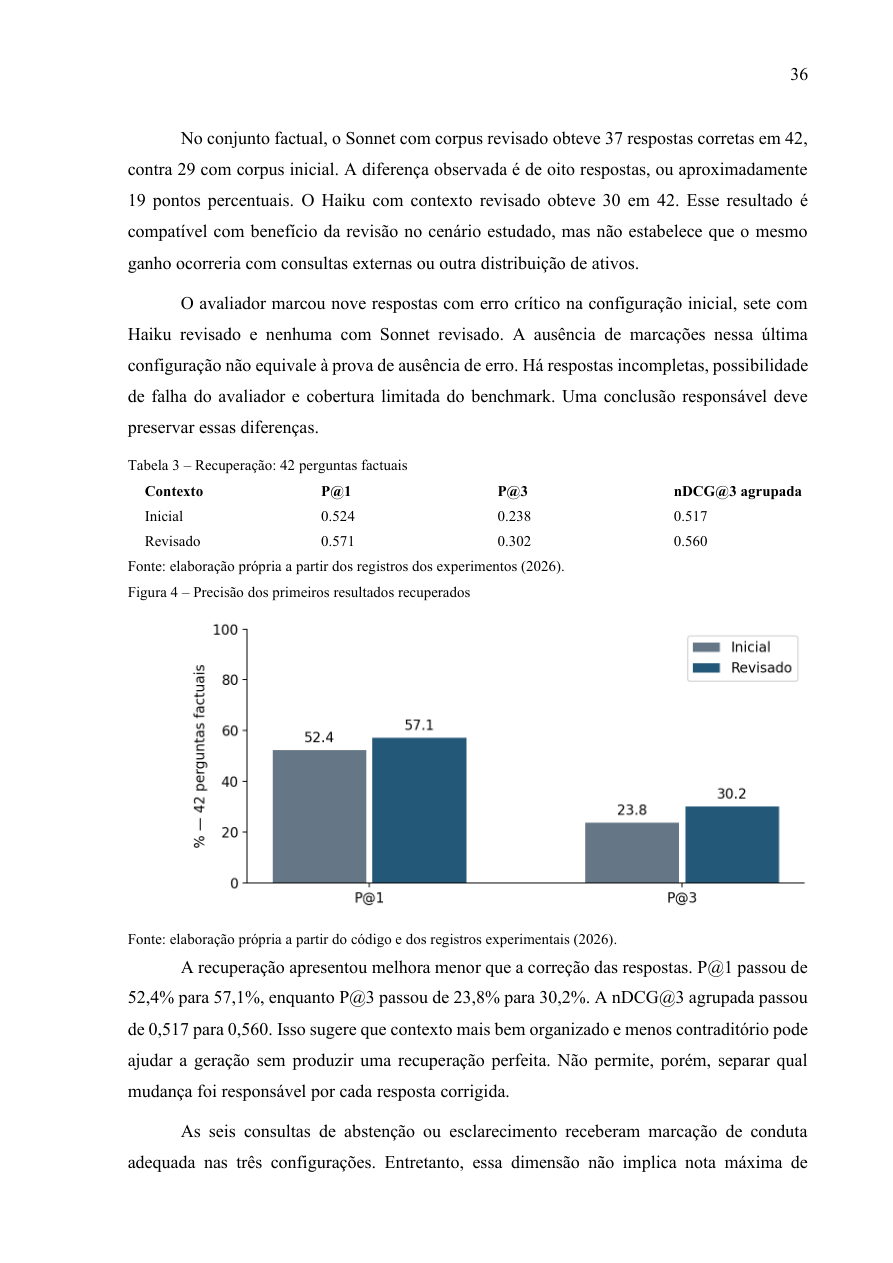 36
No conjunto factual, o Sonnet com corpus revisado obteve 37 respostas corretas em 42,
contra 29 com corpus inicial. A diferença observada é de oito respostas, ou aproximadamente
19 pontos percentuais. O Haiku com contexto revisado obteve 30 em 42. Esse resultado é
compatível com benefício da revisão no cenário estudado, mas não estabelece que o mesmo
ganho ocorreria com consultas externas ou outra distribuição de ativos.
O avaliador marcou nove respostas com erro crítico na configuração inicial, sete com
Haiku revisado e nenhuma com Sonnet revisado. A ausência de marcações nessa última
configuração não equivale à prova de ausência de erro. Há respostas incompletas, possibilidade
de falha do avaliador e cobertura limitada do benchmark. Uma conclusão responsável deve
preservar essas diferenças.
Tabela 3 – Recuperação: 42 perguntas factuais
Contexto P@1 P@3 nDCG@3 agrupada
Inicial 0.524 0.238 0.517
Revisado 0.571 0.302 0.560
Fonte: elaboração própria a partir dos registros dos experimentos (2026).
Figura 4 – Precisão dos primeiros resultados recuperados
% — 42 perguntas factuais
100
80
60
40
20
0
Inicial
Revisado
52.4
57.1
23.8
30.2
P@1
P@3
Fonte: elaboração própria a partir do código e dos registros experimentais (2026).
A recuperação apresentou melhora menor que a correção das respostas. P@1 passou de
52,4% para 57,1%, enquanto P@3 passou de 23,8% para 30,2%. A nDCG@3 agrupada passou
de 0,517 para 0,560. Isso sugere que contexto mais bem organizado e menos contraditório pode
ajudar a geração sem produzir uma recuperação perfeita. Não permite, porém, separar qual
mudança foi responsável por cada resposta corrigida.
As seis consultas de abstenção ou esclarecimento receberam marcação de conduta
adequada nas três configurações. Entretanto, essa dimensão não implica nota máxima de